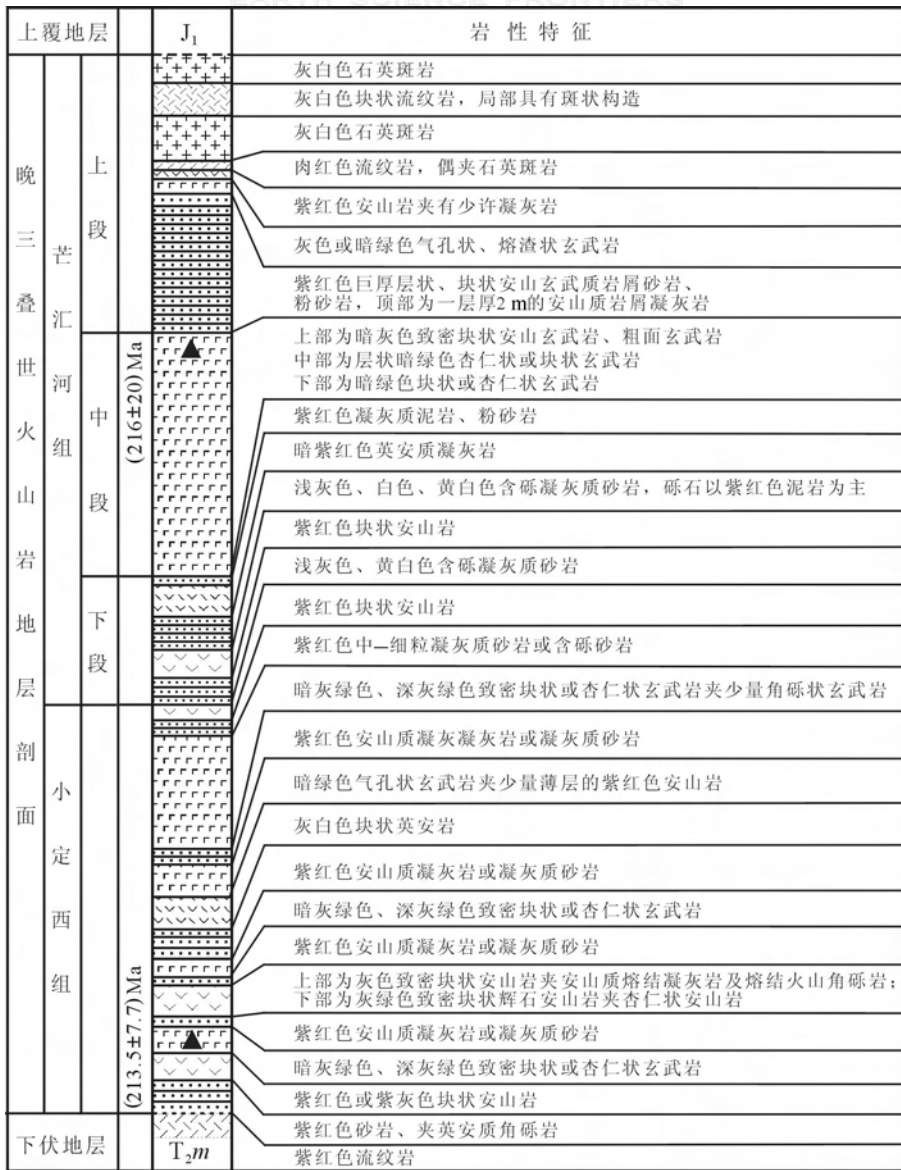 EARTH SCIENCE FRONTIERS
上覆地层
J₁
岩性特征
晚三叠世火山岩地层剖面
芒汇河组
小定西组
上段
中段
下段
(216±20) Ma
(213.5±7.7) Ma
灰白色石英斑岩
灰白色块状流纹岩，局部具有斑状构造
灰白色石英斑岩
肉红色流纹岩，偶夹石英斑岩
紫红色安山岩夹有少许凝灰岩
灰色或暗绿色气孔状、熔渣状玄武岩
紫红色巨厚层状、块状安山玄武质岩屑砂岩、
粉砂岩，顶部为一层厚2 m的安山质岩屑凝灰岩
上部为暗灰色致密块状安山玄武岩、粗面玄武岩
中部为层状暗绿色杏仁状或块状玄武岩
下部为暗绿色块状或杏仁状玄武岩
紫红色凝灰质泥岩、粉砂岩
暗紫红色英安质凝灰岩
浅灰色、白色、黄白色含砾凝灰质砂岩，砾石以紫红色泥岩为主
紫红色块状安山岩
浅灰色、黄白色含砾凝灰质砂岩
紫红色块状安山岩
紫红色中—细粒凝灰质砂岩或含砾砂岩
暗灰绿色、深灰绿色致密块状或杏仁状玄武岩夹少量角砾状玄武岩
紫红色安山质凝灰凝灰岩或凝灰质砂岩
暗绿色气孔状玄武岩夹少量薄层的紫红色安山岩
灰白色块状英安岩
紫红色安山质凝灰岩或凝灰质砂岩
暗灰绿色、深灰绿色致密块状或杏仁状玄武岩
紫红色安山质凝灰岩或凝灰质砂岩
上部为灰色致密块状安山岩夹安山质熔结凝灰岩及熔结火山角砾岩；
下部为灰绿色致密块状辉石安山岩夹杏仁状安山岩
紫红色安山质凝灰岩或凝灰质砂岩
暗灰绿色、深灰绿色致密块状或杏仁状玄武岩
紫红色或紫灰色块状安山岩
紫红色砂岩、夹英安质角砾岩
下伏地层
T₂m
紫红色流纹岩